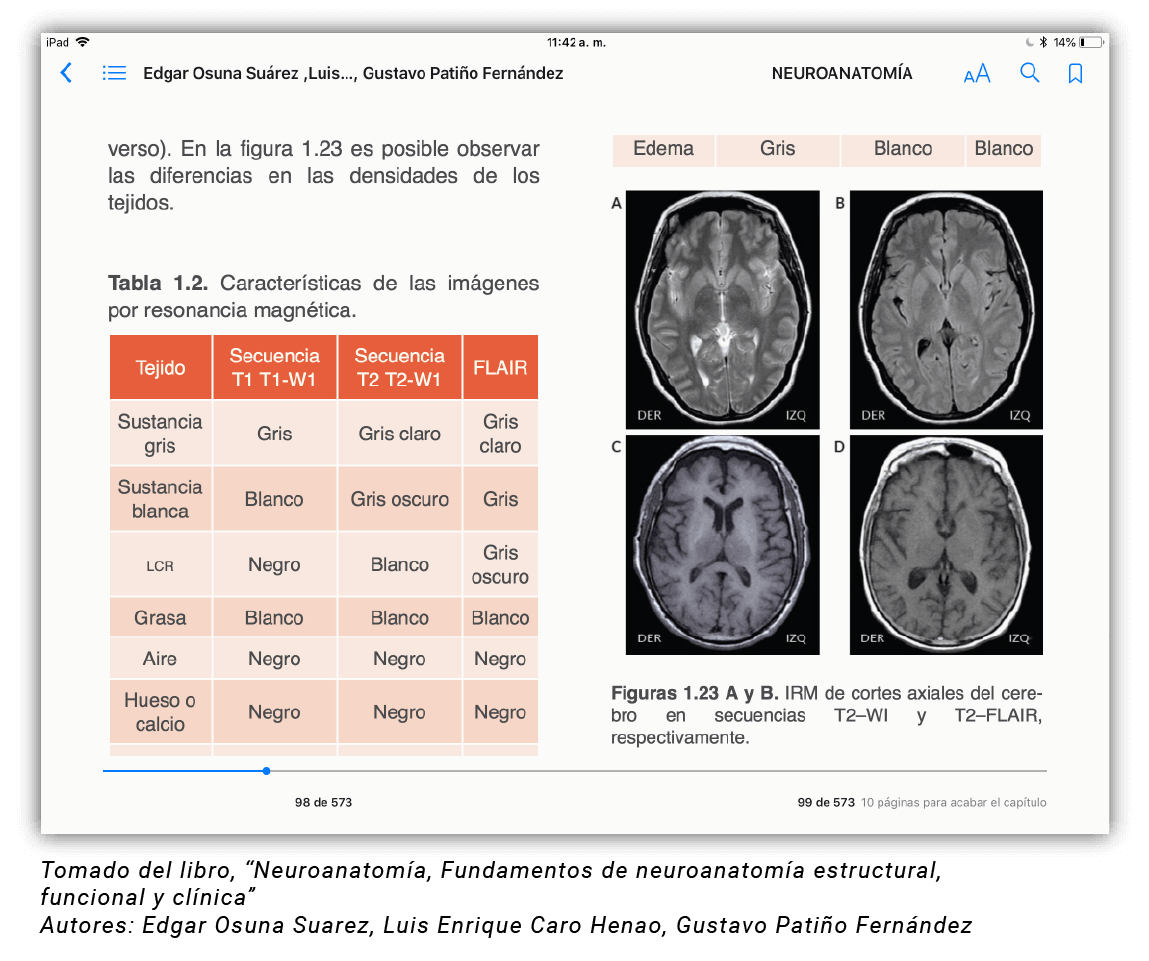 iPad
11:42 a. m.
14%
Edgar Osuna Suárez ,Luis..., Gustavo Patiño Fernández
NEUROANATOMÍA
AA
verso). En la figura 1.23 es posible observar
las diferencias en las densidades de los
tejidos.
Tabla 1.2. Características de las imágenes
por resonancia magnética.
Tejido
Secuencia
T1 T1-W1
Secuencia
T2 T2-W1
FLAIR
Sustancia
gris
Gris
Gris claro
Gris
claro
Sustancia
blanca
Blanco
Gris oscuro
Gris
LCR
Negro
Blanco
Gris
oscuro
Grasa
Blanco
Blanco
Blanco
Aire
Negro
Negro
Negro
Hueso o
calcio
Negro
Negro
Negro
98 de 573
Edema
Gris
Blanco
Blanco
A
DER
IZQ
B
DER
IZQ
C
DER
IZQ
D
DER
IZQ
Figuras 1.23 A y B. IRM de cortes axiales del cere-
bro en secuencias T2–WI y T2–FLAIR,
respectivamente.
99 de 573 10 páginas para acabar el capítulo
Tomado del libro, “Neuroanatomía, Fundamentos de neuroanatomía estructural,
funcional y clínica”
Autores: Edgar Osuna Suarez, Luis Enrique Caro Henao, Gustavo Patiño Fernández